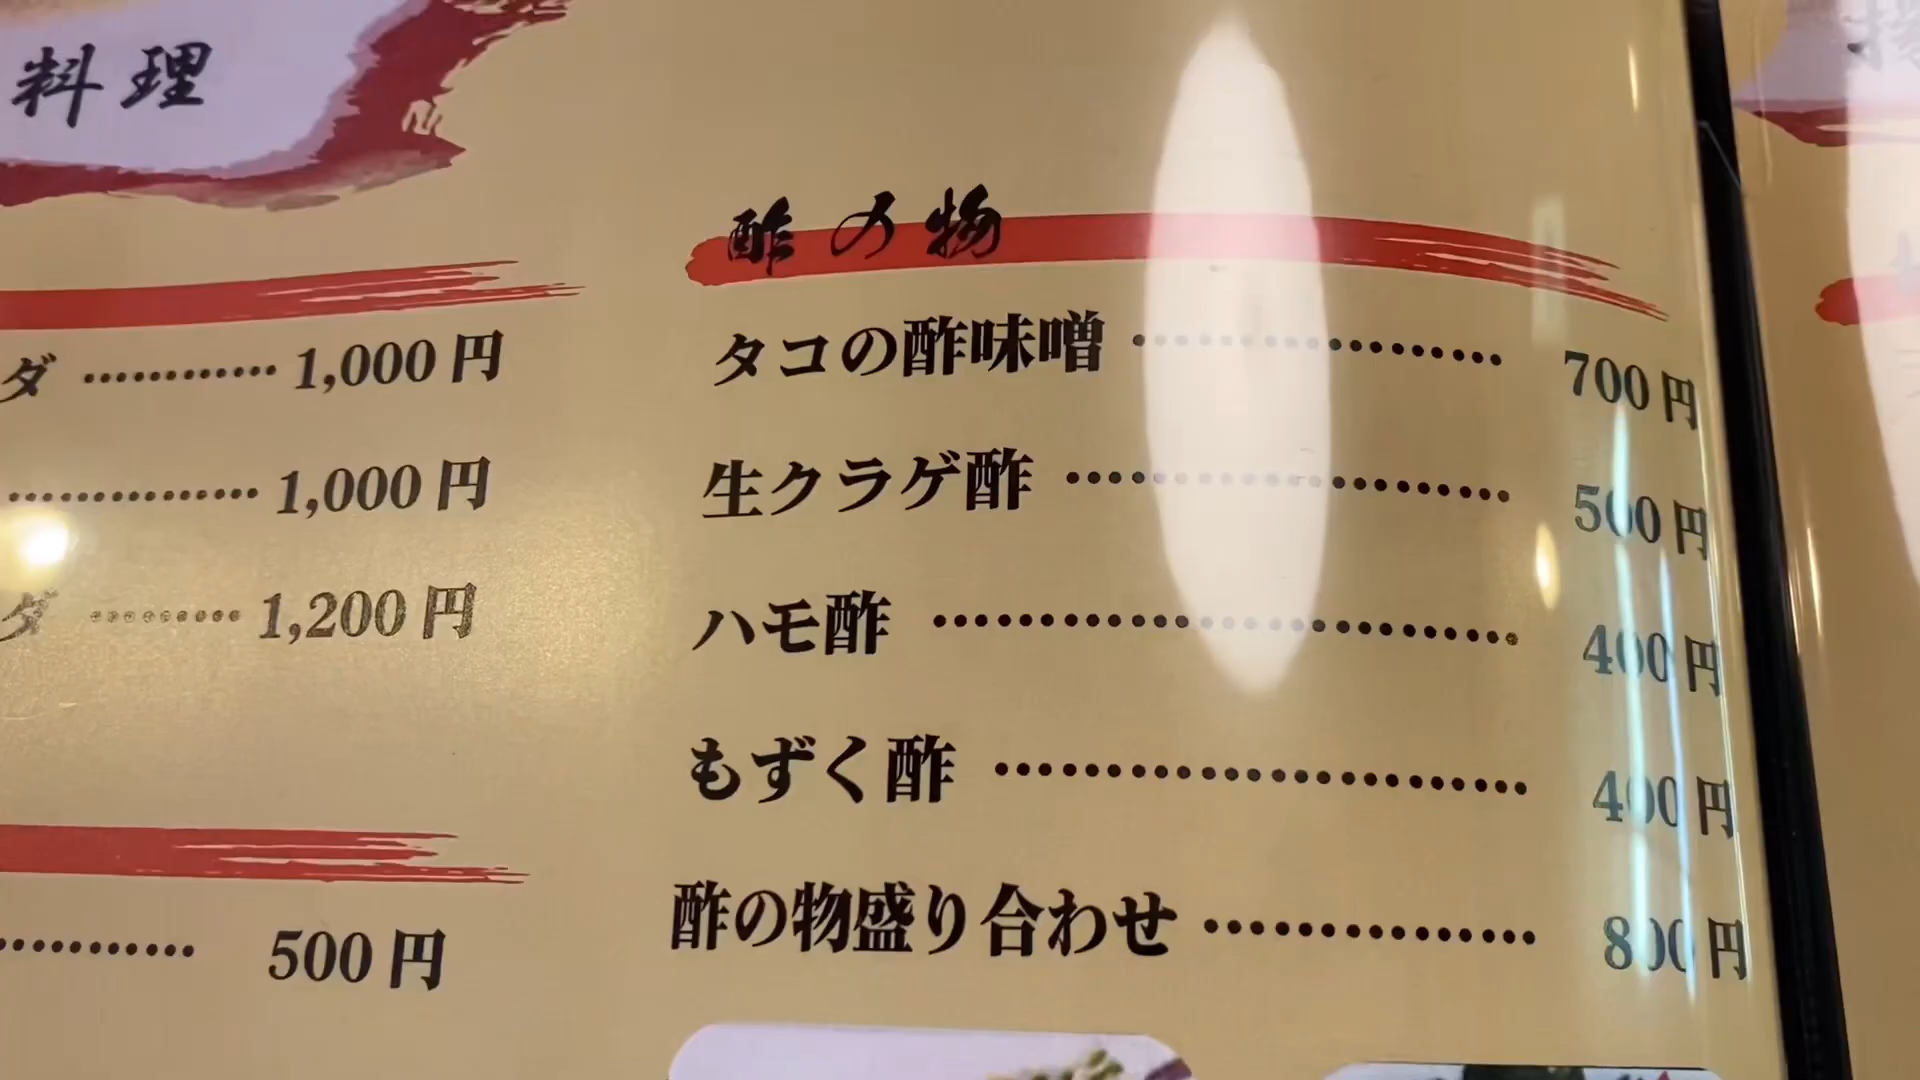 料理
ダ ………… 1,000円
…………… 1,000円
ダ ……… 1,200円
………… 500円
酢の物
タコの酢味噌 ………………… 700円
生クラゲ酢 ……………………… 500円
ハモ酢 ……………………………… 400円
もずく酢 ………………………… 400円
酢の物盛り合わせ ……………… 800円